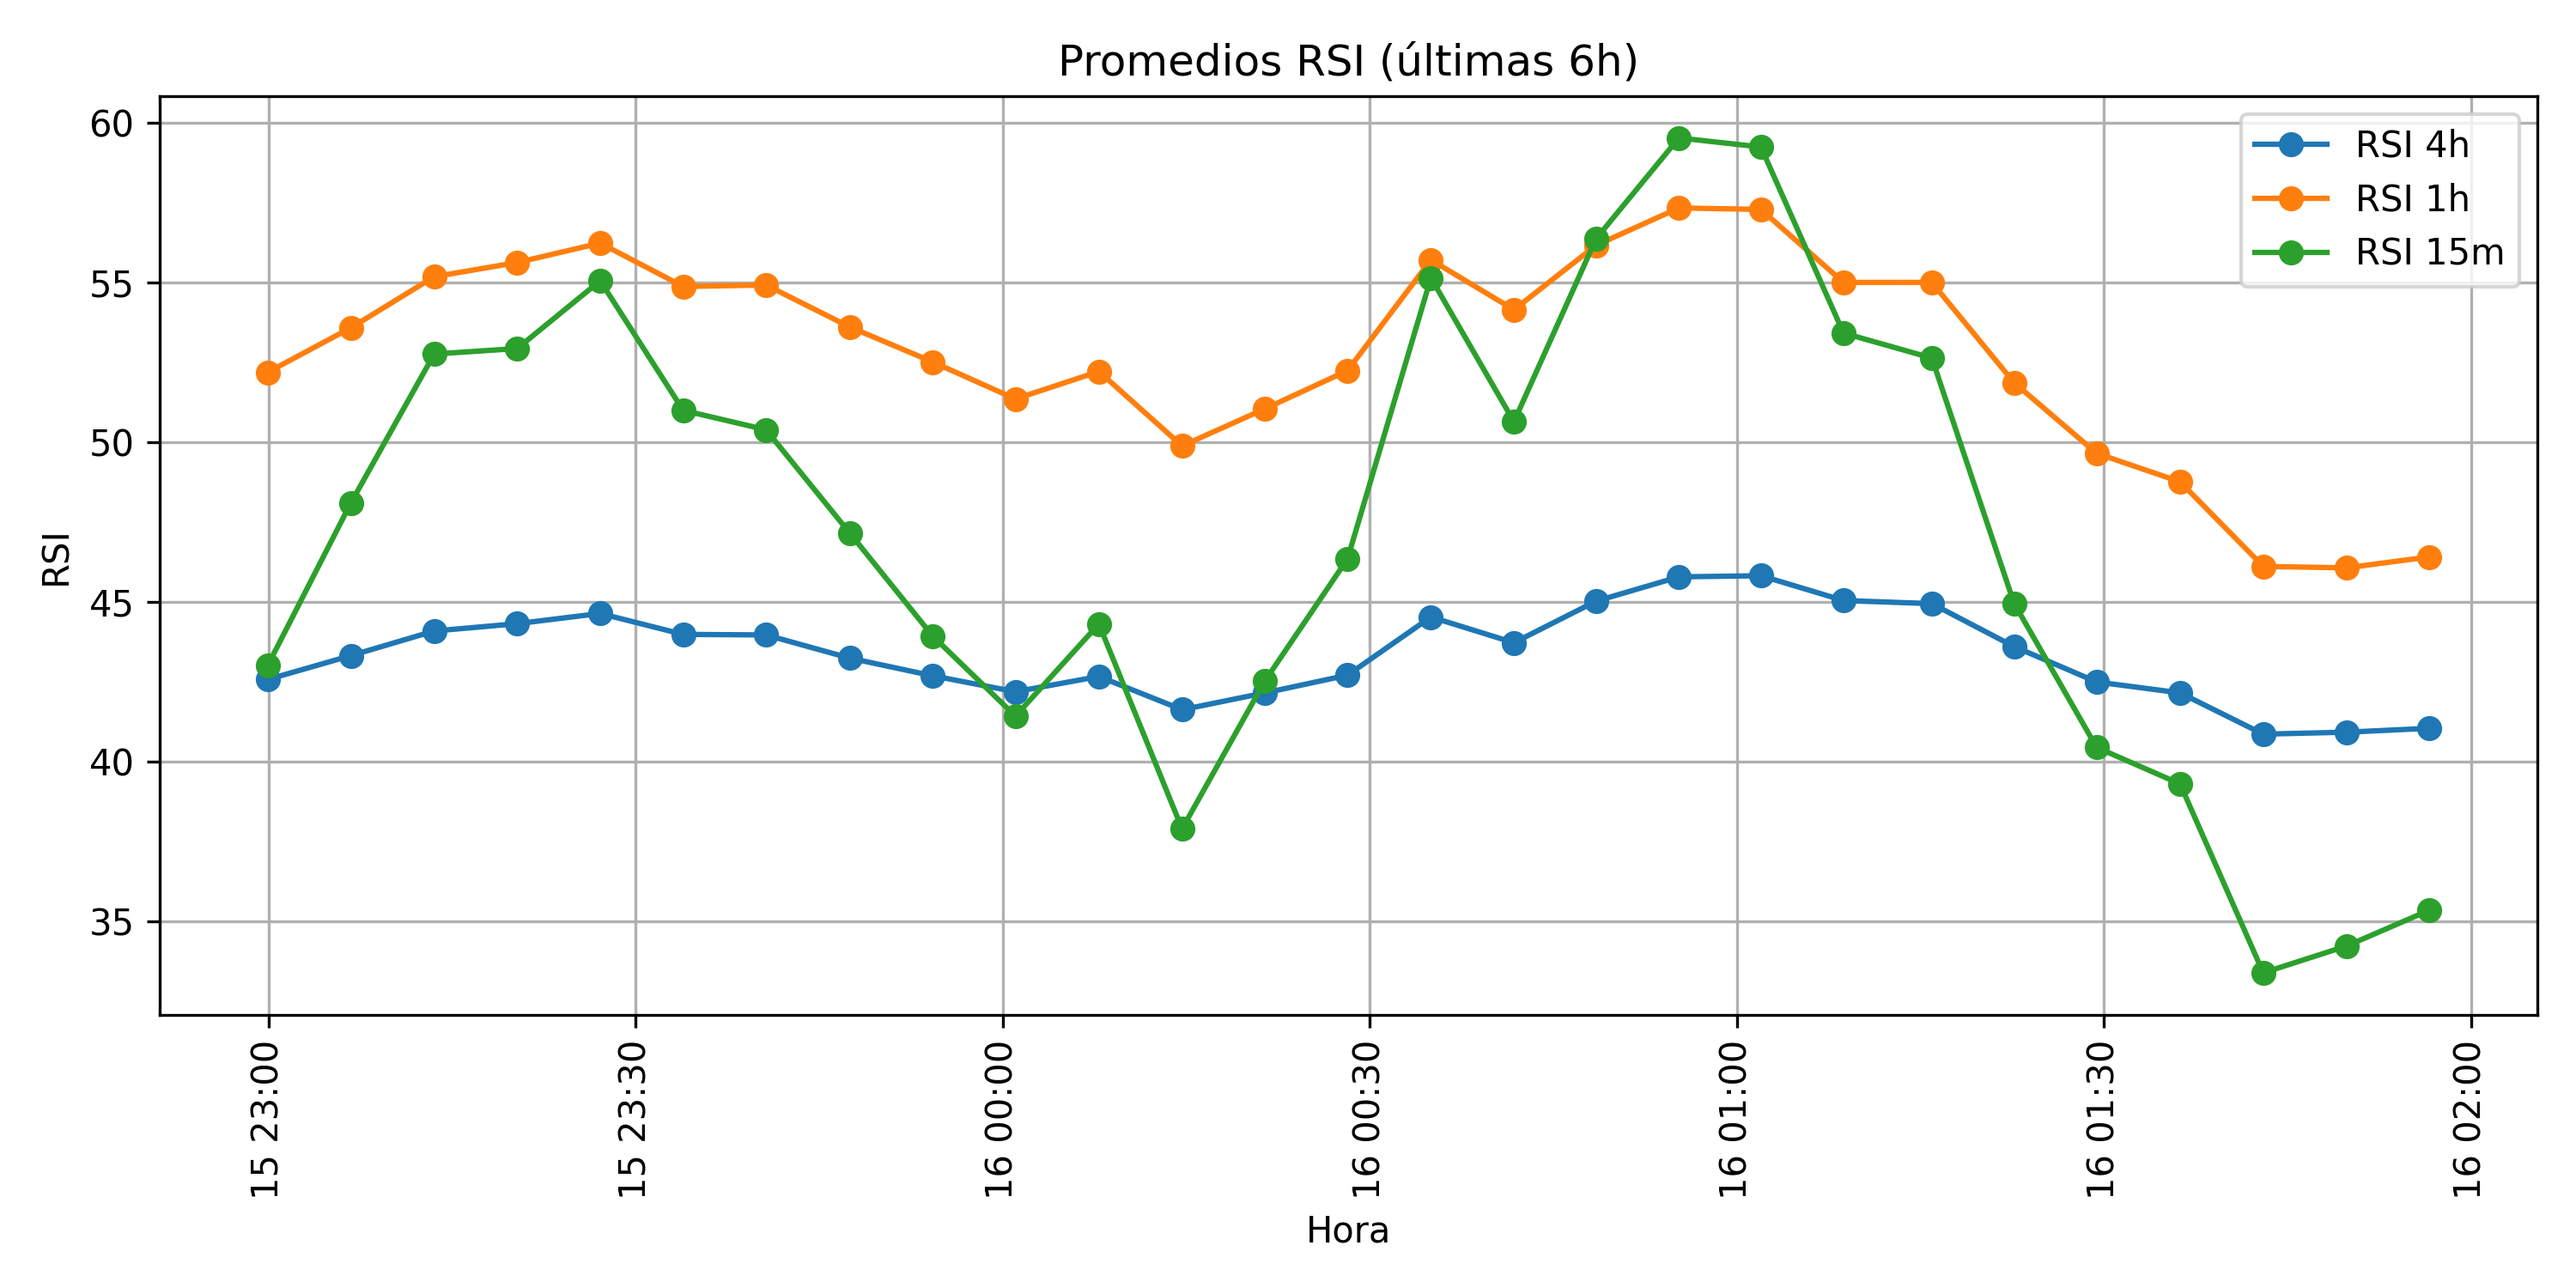 Promedios RSI (últimas 6h)
RSI 4h
RSI 1h
RSI 15m
RSI
60
55
50
45
40
35
15 23:00
15 23:30
16 00:00
16 00:30
16 01:00
16 01:30
16 02:00
Hora